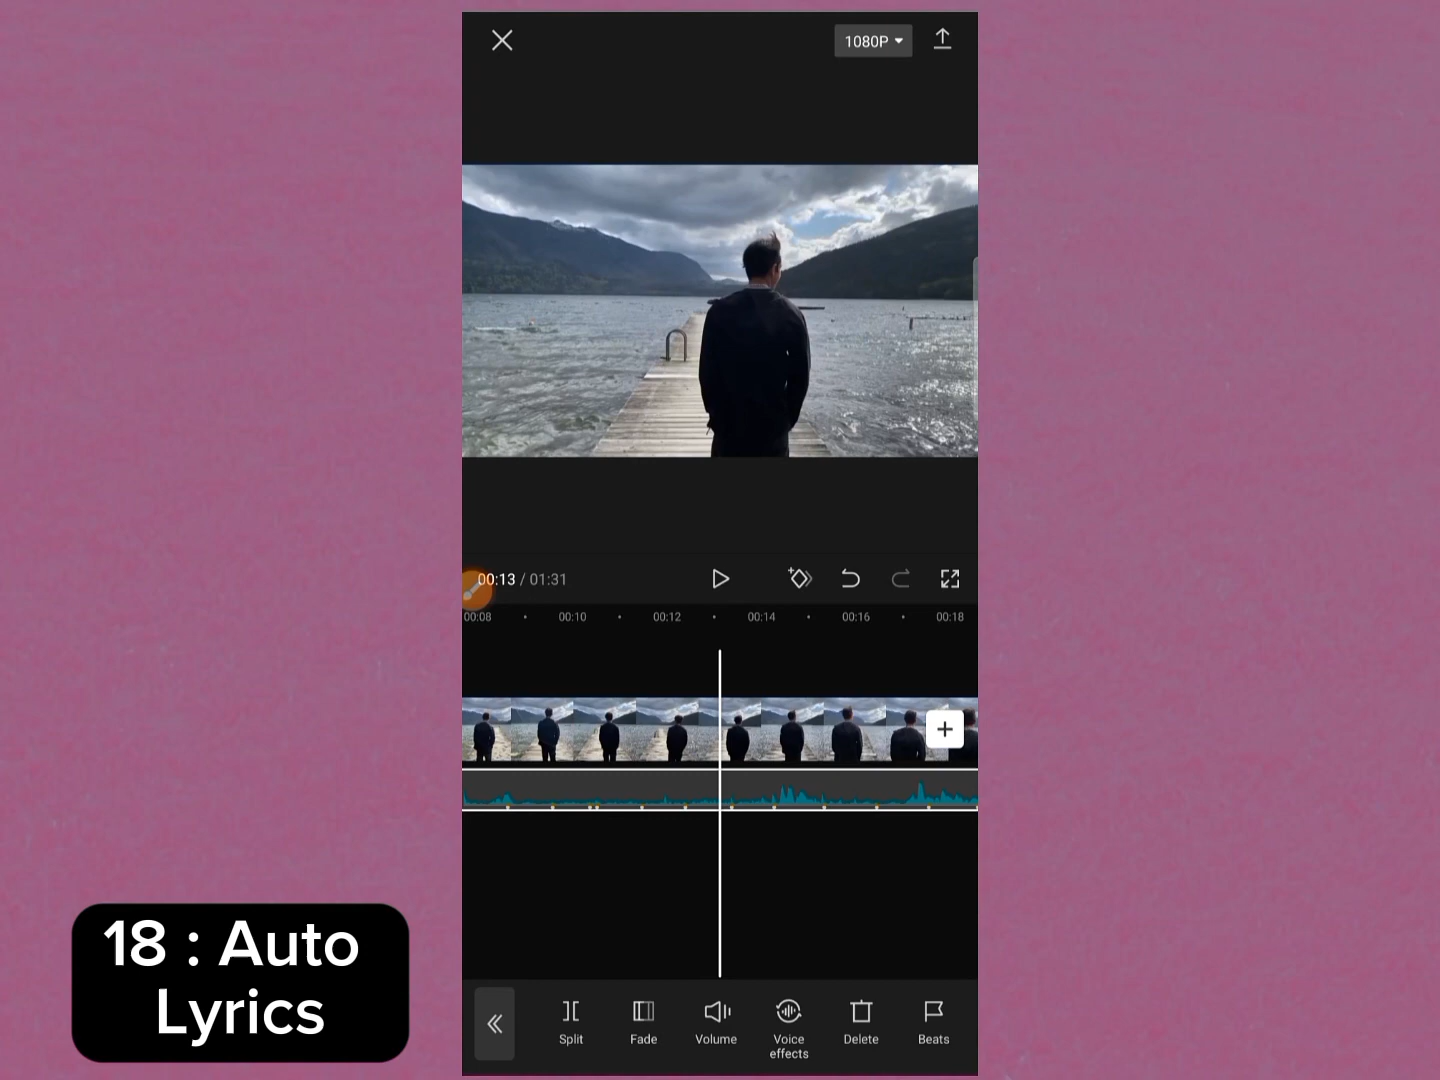 1080P
00:13 / 01:31
00:08 00:10 00:12 00:14 00:16 00:18
18 : Auto
Lyrics
Split Fade Volume Voice effects Delete Beats